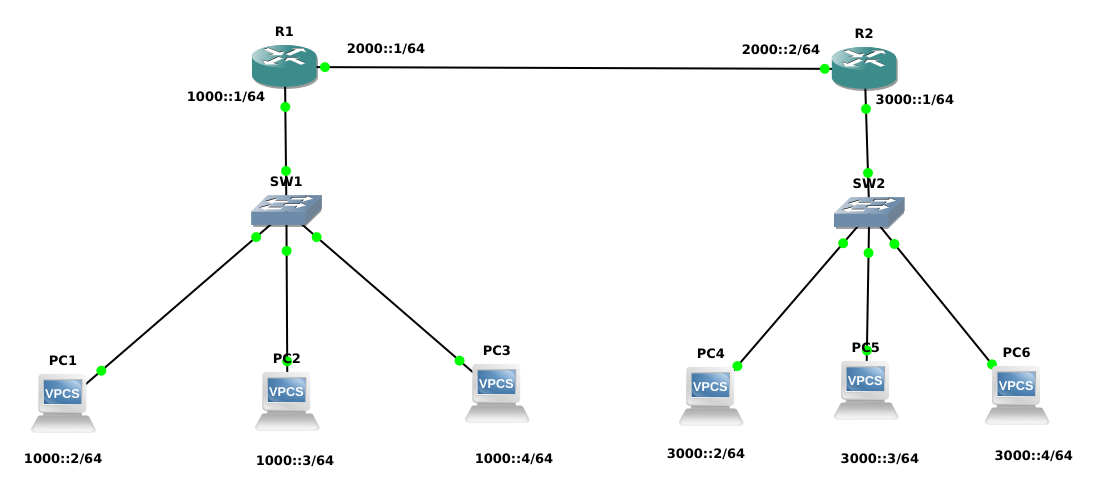 R1
R2
2000::1/64
2000::2/64
1000::1/64
3000::1/64
SW1
SW2
PC1
PC2
PC3
PC4
PC5
PC6
VPCS
VPCS
VPCS
VPCS
VPCS
VPCS
1000::2/64
1000::3/64
1000::4/64
3000::2/64
3000::3/64
3000::4/64